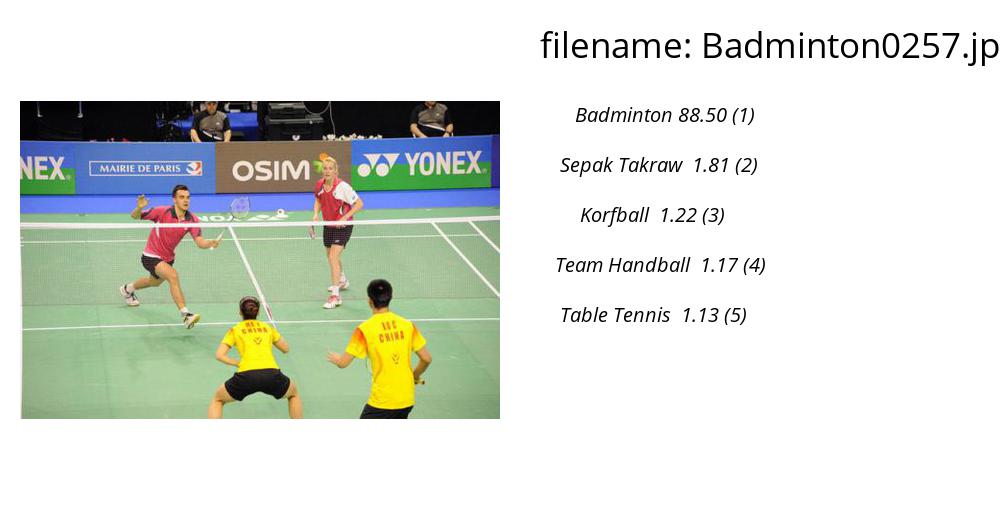 filename: Badminton0257.jp
Badminton 88.50 (1)
Sepak Takraw 1.81 (2)
Korfball 1.22 (3)
Team Handball 1.17 (4)
Table Tennis 1.13 (5)
NEX.
MAIRIE DE PARIS
OSIM
YONEX
CHINA
CHINA